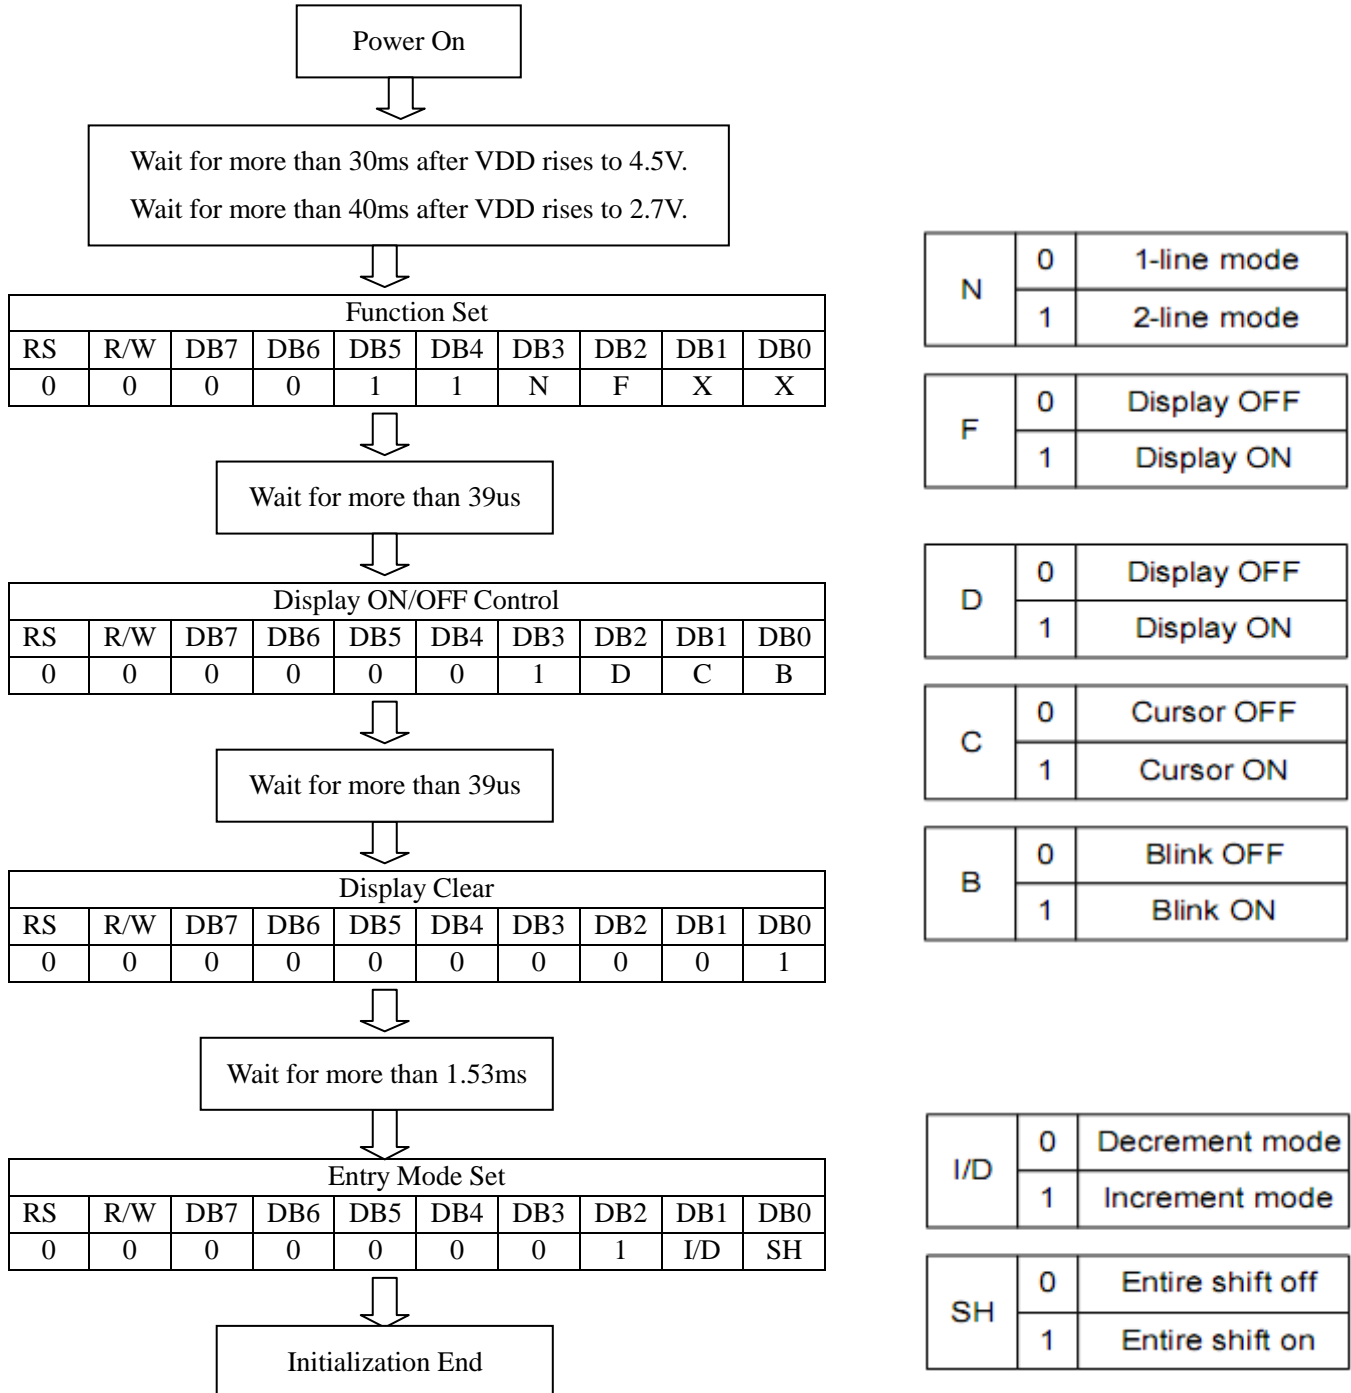 Power On
Wait for more than 30ms after VDD rises to 4.5V.
Wait for more than 40ms after VDD rises to 2.7V.
Function Set
RS R/W DB7 DB6 DB5 DB4 DB3 DB2 DB1 DB0
0 0 0 0 1 1 N F X X
Wait for more than 39us
Display ON/OFF Control
RS R/W DB7 DB6 DB5 DB4 DB3 DB2 DB1 DB0
0 0 0 0 0 0 1 D C B
Wait for more than 39us
Display Clear
RS R/W DB7 DB6 DB5 DB4 DB3 DB2 DB1 DB0
0 0 0 0 0 0 0 0 0 1
Wait for more than 1.53ms
Entry Mode Set
RS R/W DB7 DB6 DB5 DB4 DB3 DB2 DB1 DB0
0 0 0 0 0 0 0 1 I/D SH
Initialization End
N
0 1-line mode
1 2-line mode
F
0 Display OFF
1 Display ON
D
0 Display OFF
1 Display ON
C
0 Cursor OFF
1 Cursor ON
B
0 Blink OFF
1 Blink ON
I/D
0 Decrement mode
1 Increment mode
SH
0 Entire shift off
1 Entire shift on